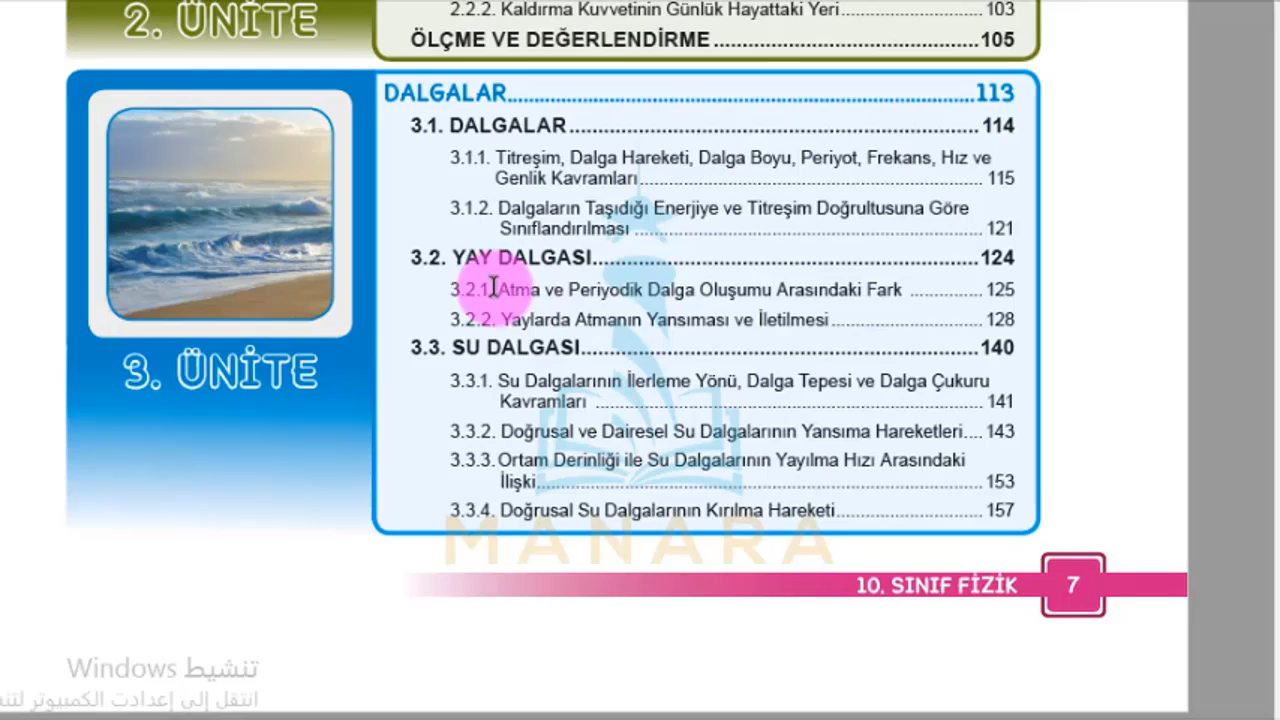 2. ÜNİTE
2.2.2. Kaldırma Kuvvetinin Günlük Hayattaki Yeri 103
ÖLÇME VE DEĞERLENDİRME 105
DALGALAR 113
3.1. DALGALAR 114
3.1.1. Titreşim, Dalga Hareketi, Dalga Boyu, Periyot, Frekans, Hız ve
Genlik Kavramları 115
3.1.2. Dalgaların Taşıdığı Enerjiye ve Titreşim Doğrultusuna Göre
Sınıflandırılması 121
3.2. YAY DALGASI 124
3.2.1. Atma ve Periyodik Dalga Oluşumu Arasındaki Fark 125
3.2.2. Yaylarda Atmanın Yansıması ve İletilmesi 128
3.3. SU DALGASI 140
3.3.1. Su Dalgalarının İlerleme Yönü, Dalga Tepesi ve Dalga Çukuru
Kavramları 141
3.3.2. Doğrusal ve Dairesel Su Dalgalarının Yansıma Hareketleri 143
3.3.3. Ortam Derinliği ile Su Dalgalarının Yayılma Hızı Arasındaki
İlişki 153
3.3.4. Doğrusal Su Dalgalarının Kırılma Hareketi 157
3. ÜNİTE
MANARA
10. SINIF FİZİK 7
تنشيط Windows
انتقل إلى إعدادت الكمبيوتر